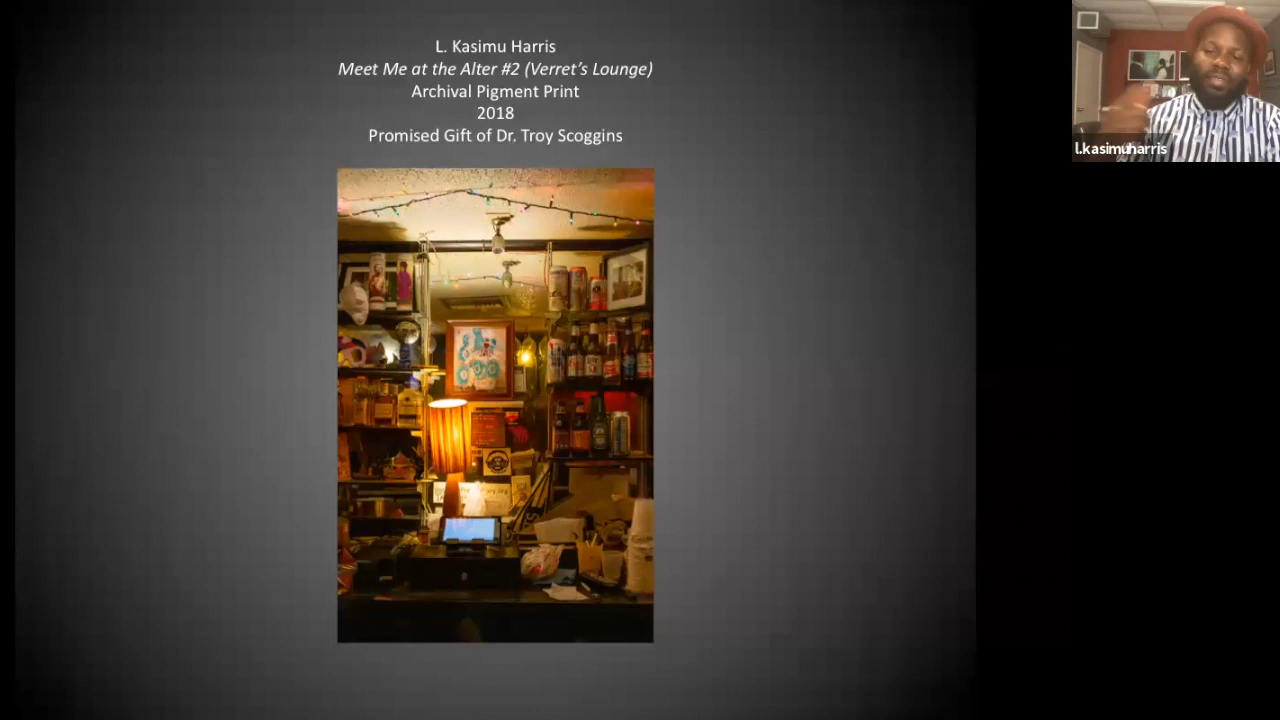 L. Kasimu Harris
Meet Me at the Alter #2 (Verret’s Lounge)
Archival Pigment Print
2018
Promised Gift of Dr. Troy Scoggins
l.kasimuharris